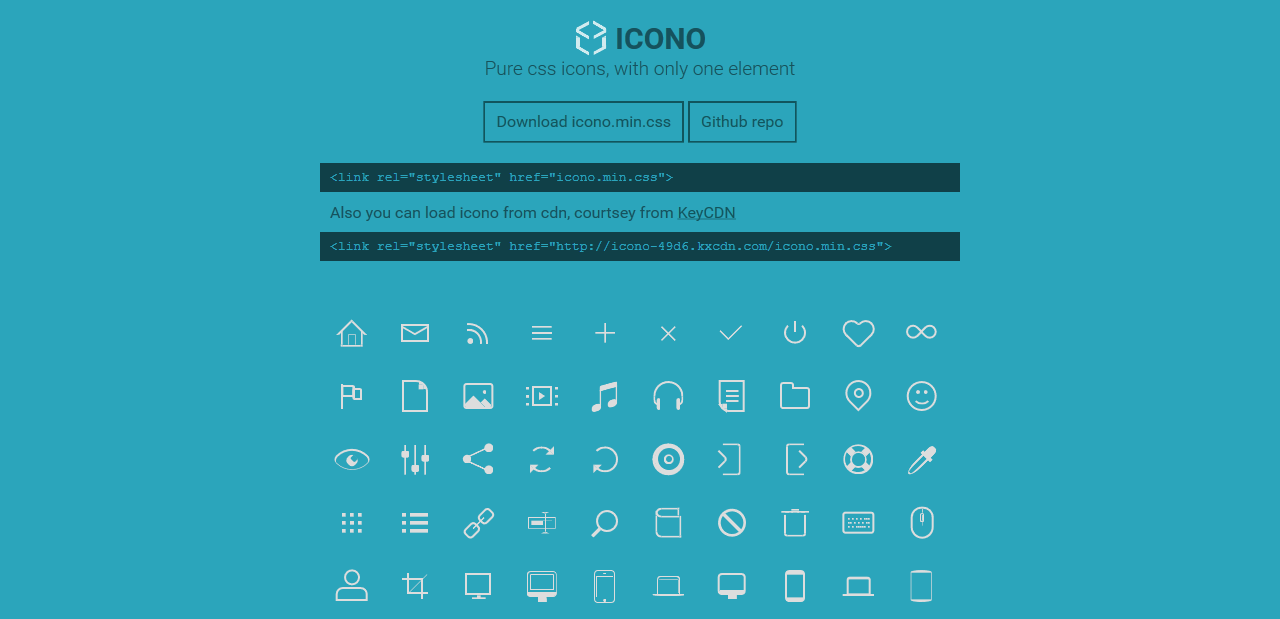 ICONO
Pure css icons, with only one element
Download icono.min.css Github repo
<link rel="stylesheet" href="icono.min.css">
Also you can load icono from cdn, courtsey from KeyCDN
<link rel="stylesheet" href="http://icono-49d6.kxcdn.com/icono.min.css">